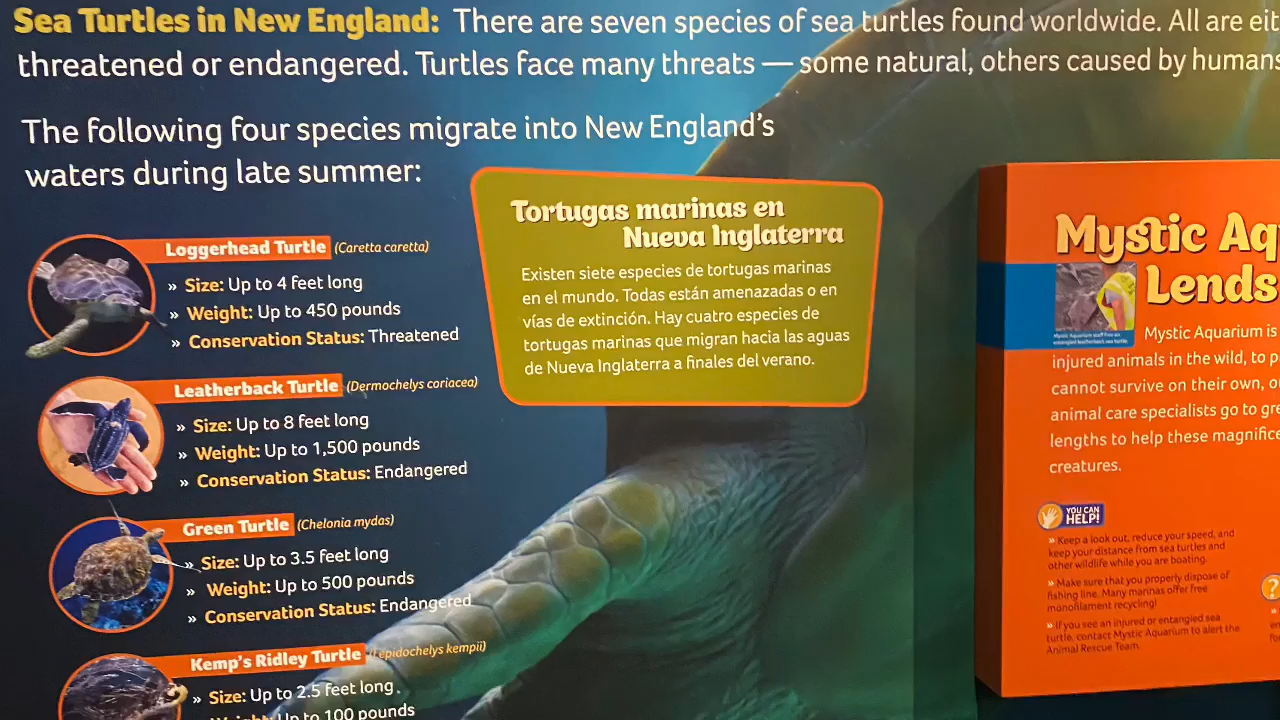 Sea Turtles in New England: There are seven species of sea turtles found worldwide. All are
threatened or endangered. Turtles face many threats — some natural, others caused by humans
The following four species migrate into New England's
waters during late summer:
Loggerhead Turtle (Caretta caretta)
» Size: Up to 4 feet long
» Weight: Up to 450 pounds
» Conservation Status: Threatened
Leatherback Turtle (Dermochelys coriacea)
» Size: Up to 8 feet long
» Weight: Up to 1,500 pounds
» Conservation Status: Endangered
Green Turtle (Chelonia mydas)
» Size: Up to 3.5 feet long
» Weight: Up to 500 pounds
» Conservation Status: Endangered
Kemp's Ridley Turtle (Lepidochelys kempii)
» Size: Up to 2.5 feet long
Weight: Up to 100 pounds
Tortugas marinas en
Nueva Inglaterra
Existen siete especies de tortugas marinas
en el mundo. Todas están amenazadas o en
vías de extinción. Hay cuatro especies de
tortugas marinas que migran hacia las aguas
de Nueva Inglaterra a finales del verano.
Mystic
Lends
Mystic Aquarium is
injured animals in the wild, to
cannot survive on their own,
animal care specialists go to
lengths to help these
creatures.
YOU CAN
HELP!
» Keep a look out, reduce your speed, and
keep your distance from sea turtles and
other wildlife while you are boating.
» Make sure that you properly dispose of
fishing line. Many marinas offer free
monofilament recycling!
» If you see an injured or entangled sea
turtle, contact Mystic Aquarium to alert the
Animal Rescue Team.
?